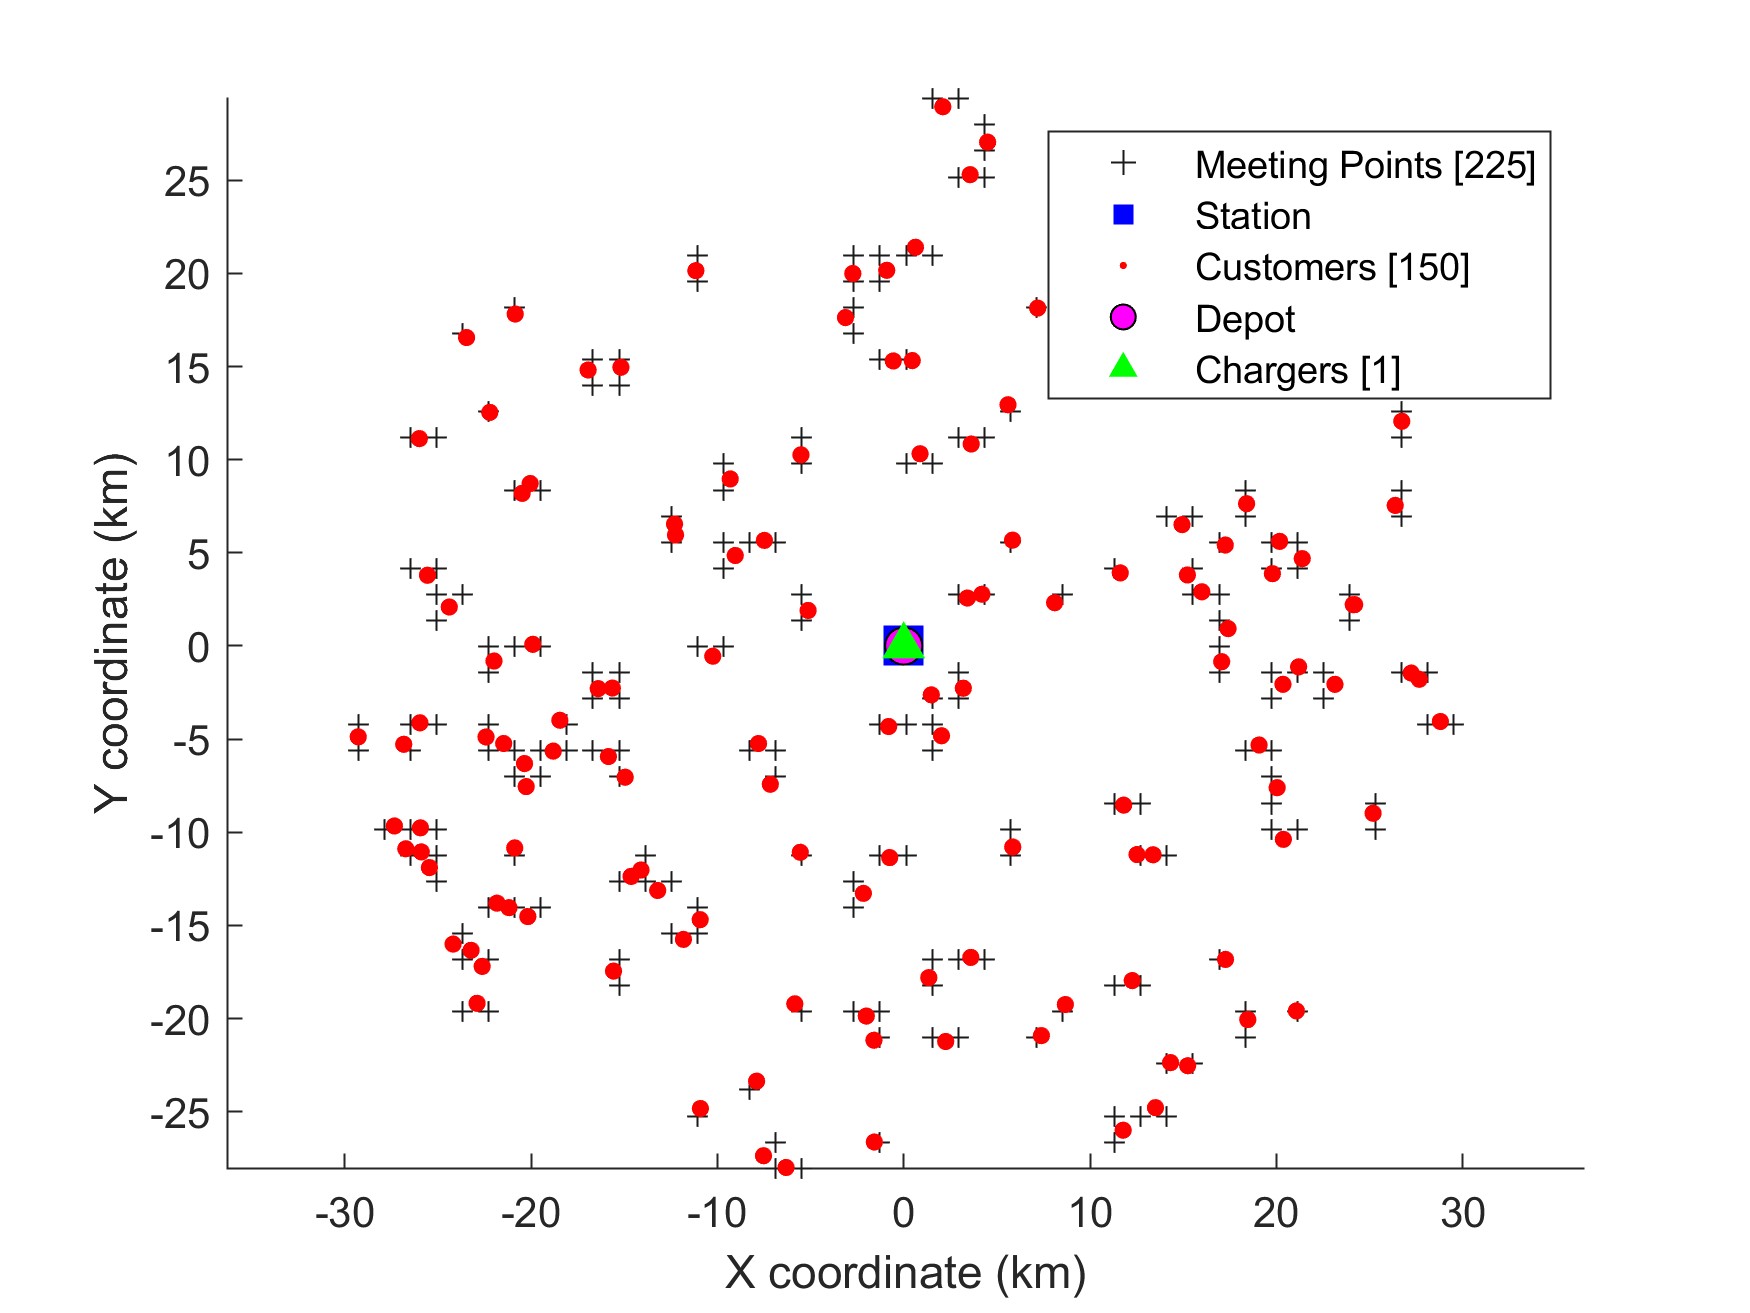 Meeting Points [225]
Station
Customers [150]
Depot
Chargers [1]
25
20
15
10
5
0
-5
-10
-15
-20
-25
Y coordinate (km)
-30 -20 -10 0 10 20 30
X coordinate (km)